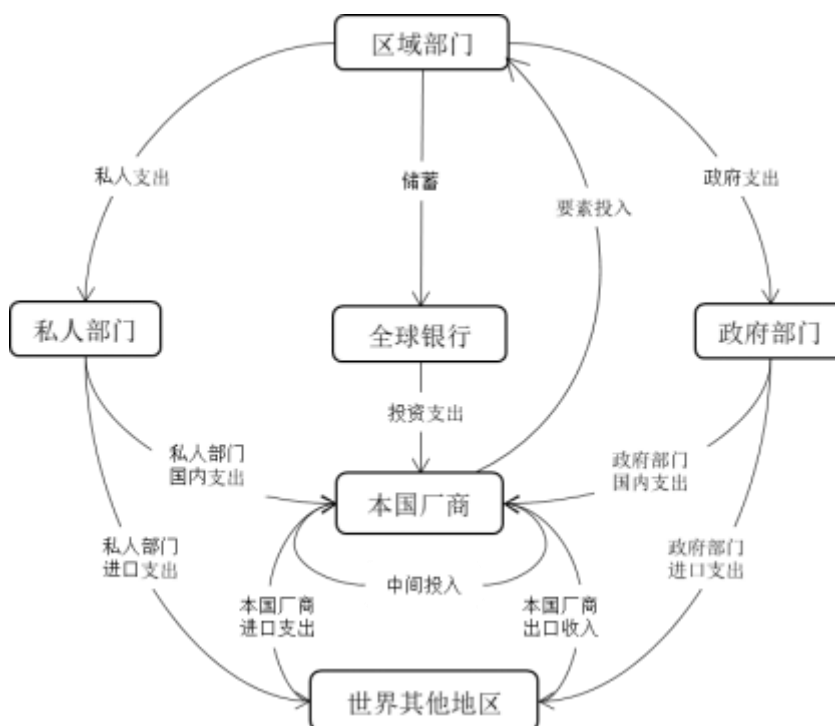 区域部门
私人支出
储蓄
要素投入
政府支出
私人部门
全球银行
政府部门
投资支出
私人部门
国内支出
政府部门
国内支出
本国厂商
私人部门
进口支出
中间投入
政府部门
进口支出
本国厂商
进口支出
本国厂商
出口收入
世界其他地区